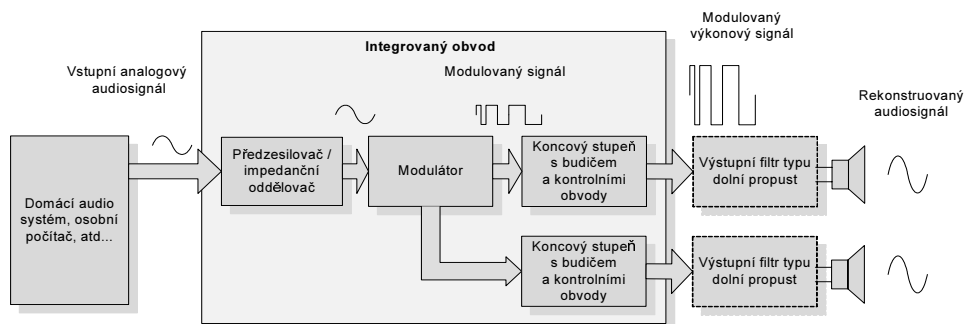 Modulovaný
výkonový signál
Integrovaný obvod
Vstupní analogový
audiosignál
Modulovaný signál
Rekonstruovaný
audiosignál
Domácí audio
systém, osobní
počítač, atd...
Předzesilovač /
impedanční
oddělovač
Modulátor
Koncový stupeň
s budičem
a kontrolními
obvody
Výstupní filtr typu
dolní propust
Koncový stupeň
s budičem
a kontrolními
obvody
Výstupní filtr typu
dolní propust